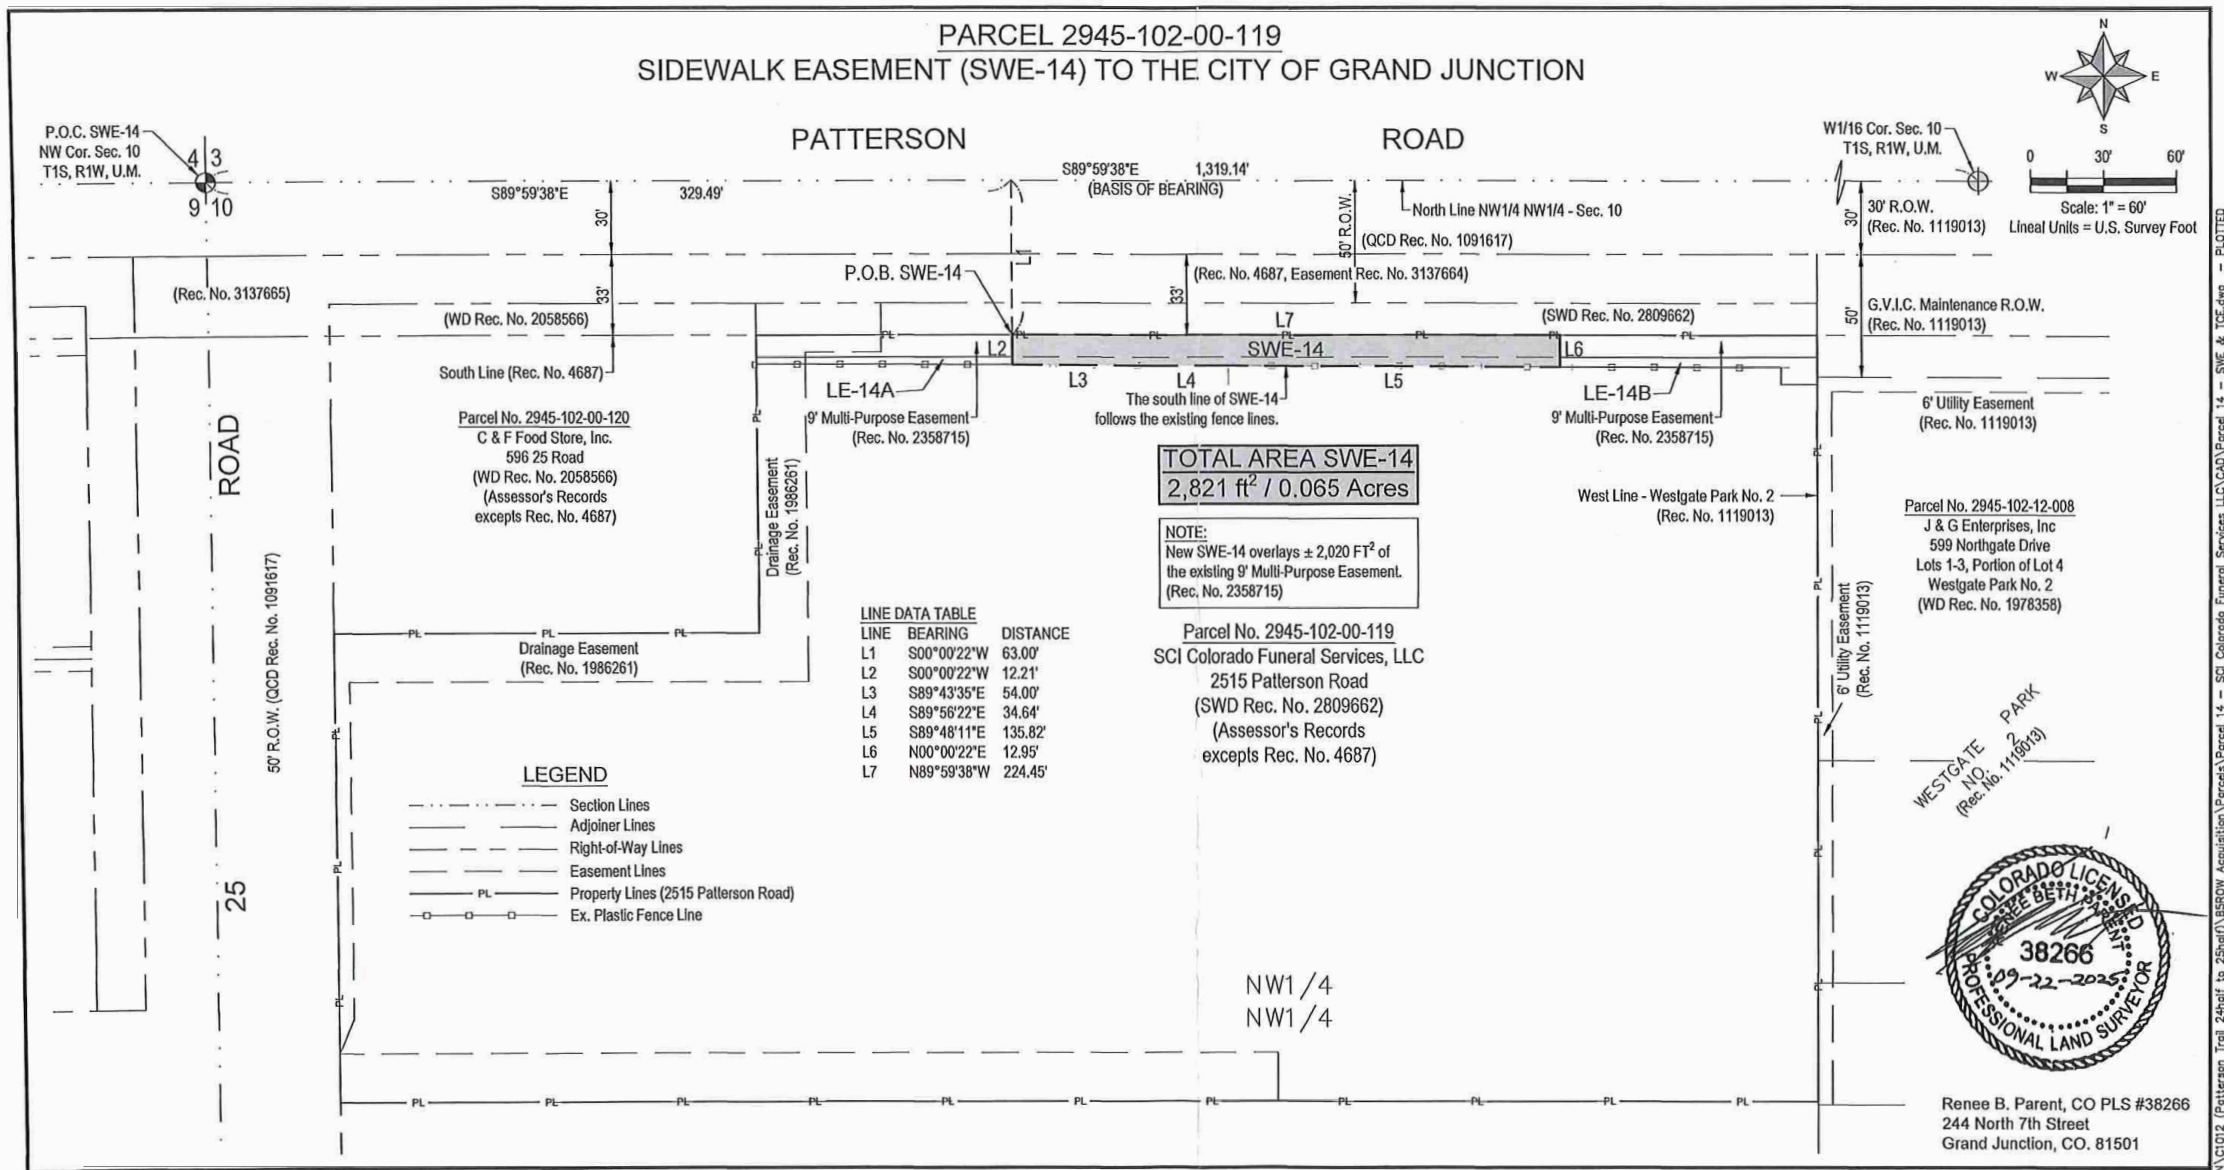 PARCEL 2945-102-00-119
SIDEWALK EASEMENT (SWE-14) TO THE CITY OF GRAND JUNCTION
N
W
E
S
P.O.C. SWE-14
NW Cor. Sec. 10
T1S, R1W, U.M.
4 3
9 10
PATTERSON ROAD
S89°59'38"E 329.49'
S89°59'38"E 1,319.14'
(BASIS OF BEARING)
W1/16 Cor. Sec. 10
T1S, R1W, U.M.
0 30' 60'
Scale: 1" = 60'
Lineal Units = U.S. Survey Foot
30'
L1
50' R.O.W.
North Line NW1/4 NW1/4 - Sec. 10
(QCD Rec. No. 1091617)
30'
30' R.O.W.
(Rec. No. 1119013)
(Rec. No. 3137665)
33'
P.O.B. SWE-14
33'
(Rec. No. 4687, Easement Rec. No. 3137664)
(WD Rec. No. 2058566)
L7
(SWD Rec. No. 2809662)
50'
G.V.I.C. Maintenance R.O.W.
(Rec. No. 1119013)
L2
SWE-14
L6
South Line (Rec. No. 4687)
LE-14A
L3
L4
L5
LE-14B
The south line of SWE-14
follows the existing fence lines.
9' Multi-Purpose Easement
(Rec. No. 2358715)
9' Multi-Purpose Easement
(Rec. No. 2358715)
6' Utility Easement
(Rec. No. 1119013)
Parcel No. 2945-102-00-120
C & F Food Store, Inc.
596 25 Road
(WD Rec. No. 2058566)
(Assessor's Records
excepts Rec. No. 4687)
Drainage Easement
(Rec. No. 1986261)
TOTAL AREA SWE-14
2,821 ft² / 0.065 Acres
West Line - Westgate Park No. 2
(Rec. No. 1119013)
Parcel No. 2945-102-12-008
J & G Enterprises, Inc
599 Northgate Drive
Lots 1-3, Portion of Lot 4
Westgate Park No. 2
(WD Rec. No. 1978358)
NOTE:
New SWE-14 overlays ± 2,020 FT² of
the existing 9' Multi-Purpose Easement.
(Rec. No. 2358715)
25 ROAD
50' R.O.W. (QCD Rec. No. 1091617)
Drainage Easement
(Rec. No. 1986261)
LINE DATA TABLE
LINE BEARING DISTANCE
L1 S00°00'22"W 63.00'
L2 S00°00'22"W 12.21'
L3 S89°43'35"E 54.00'
L4 S89°56'22"E 34.64'
L5 S89°48'11"E 135.82'
L6 N00°00'22"E 12.95'
L7 N89°59'38"W 224.45'
Parcel No. 2945-102-00-119
SCI Colorado Funeral Services, LLC
2515 Patterson Road
(SWD Rec. No. 2809662)
(Assessor's Records
excepts Rec. No. 4687)
6' Utility Easement
(Rec. No. 1119013)
WESTGATE PARK
NO. 2
(Rec. No. 1119013)
LEGEND
Section Lines
Adjoiner Lines
Right-of-Way Lines
Easement Lines
PL Property Lines (2515 Patterson Road)
Ex. Plastic Fence Line
NW1/4
NW1/4
COLORADO LICENSED
RENEE BETH PARENT
38266
09-22-2025
PROFESSIONAL LAND SURVEYOR
Renee B. Parent, CO PLS #38266
244 North 7th Street
Grand Junction, CO. 81501